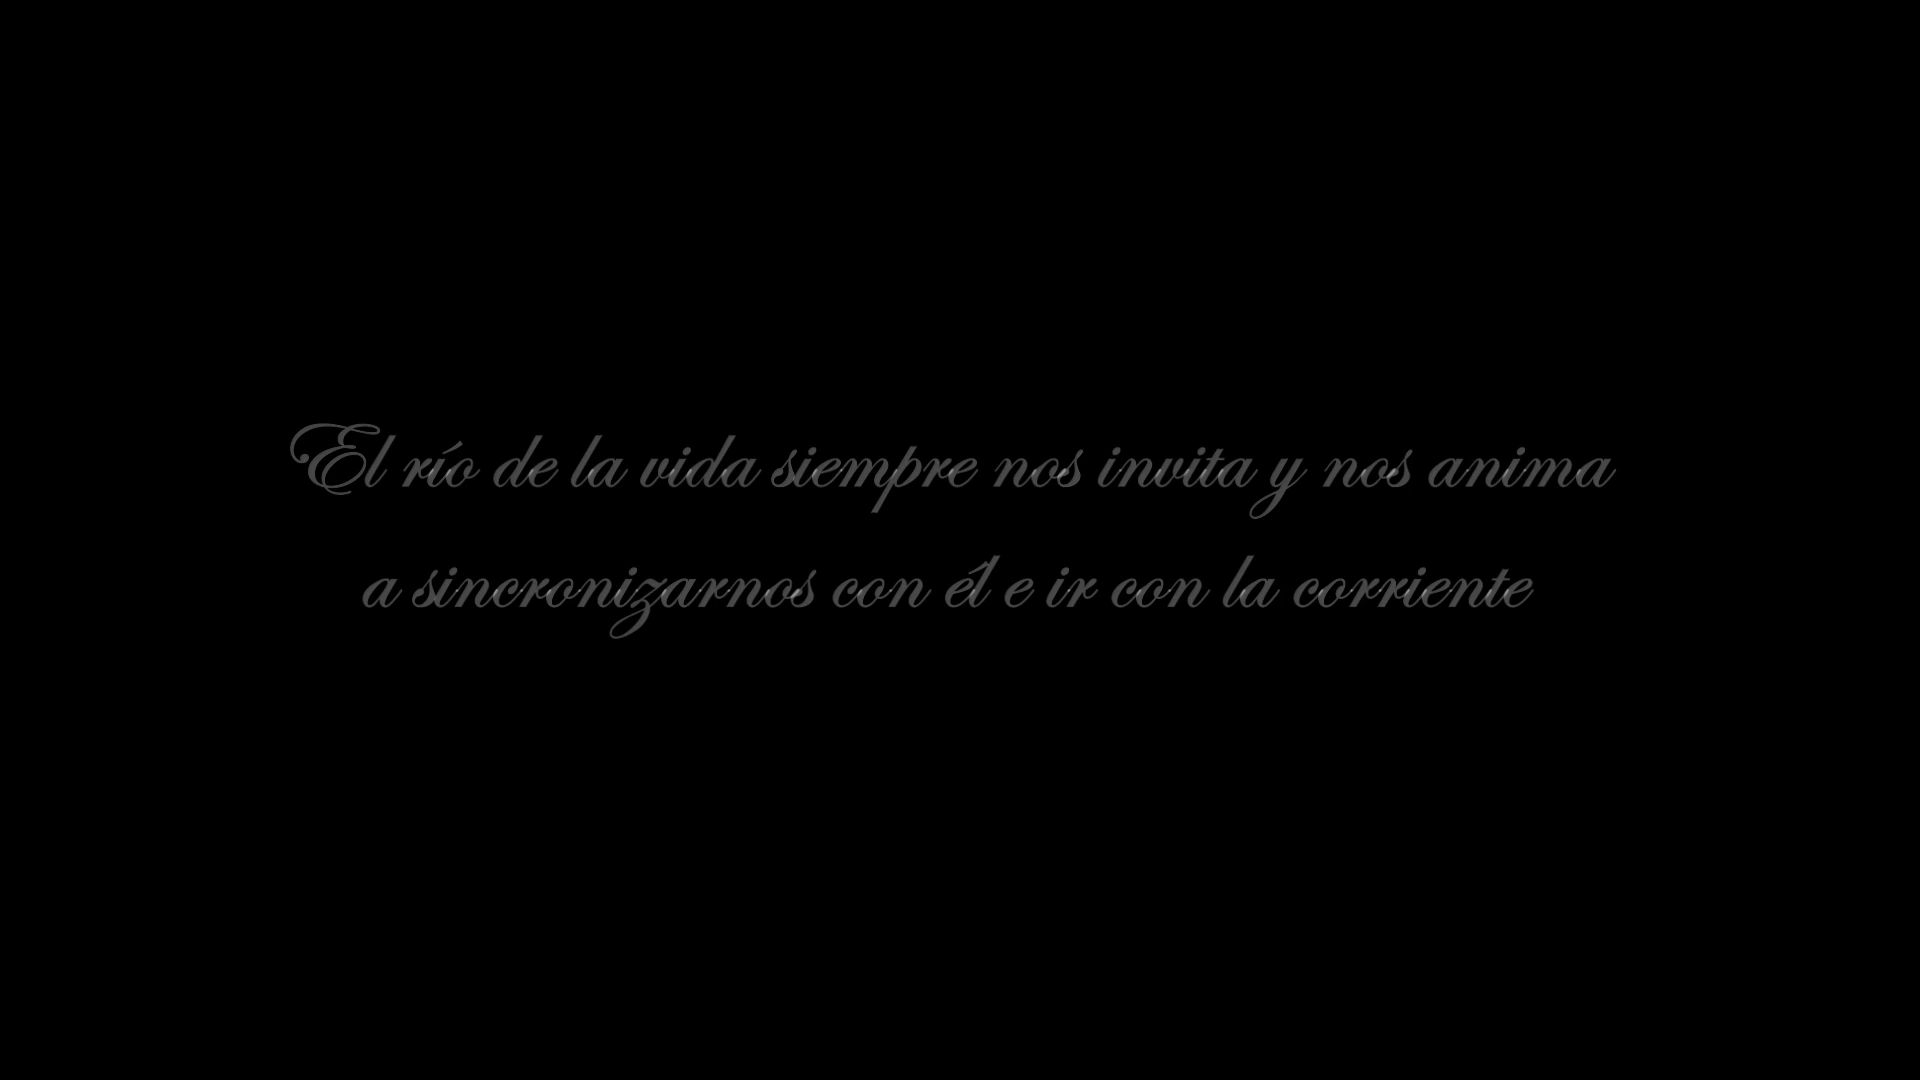 El río de la vida siempre nos invita y nos anima
a sincronizarnos con él e ir con la corriente